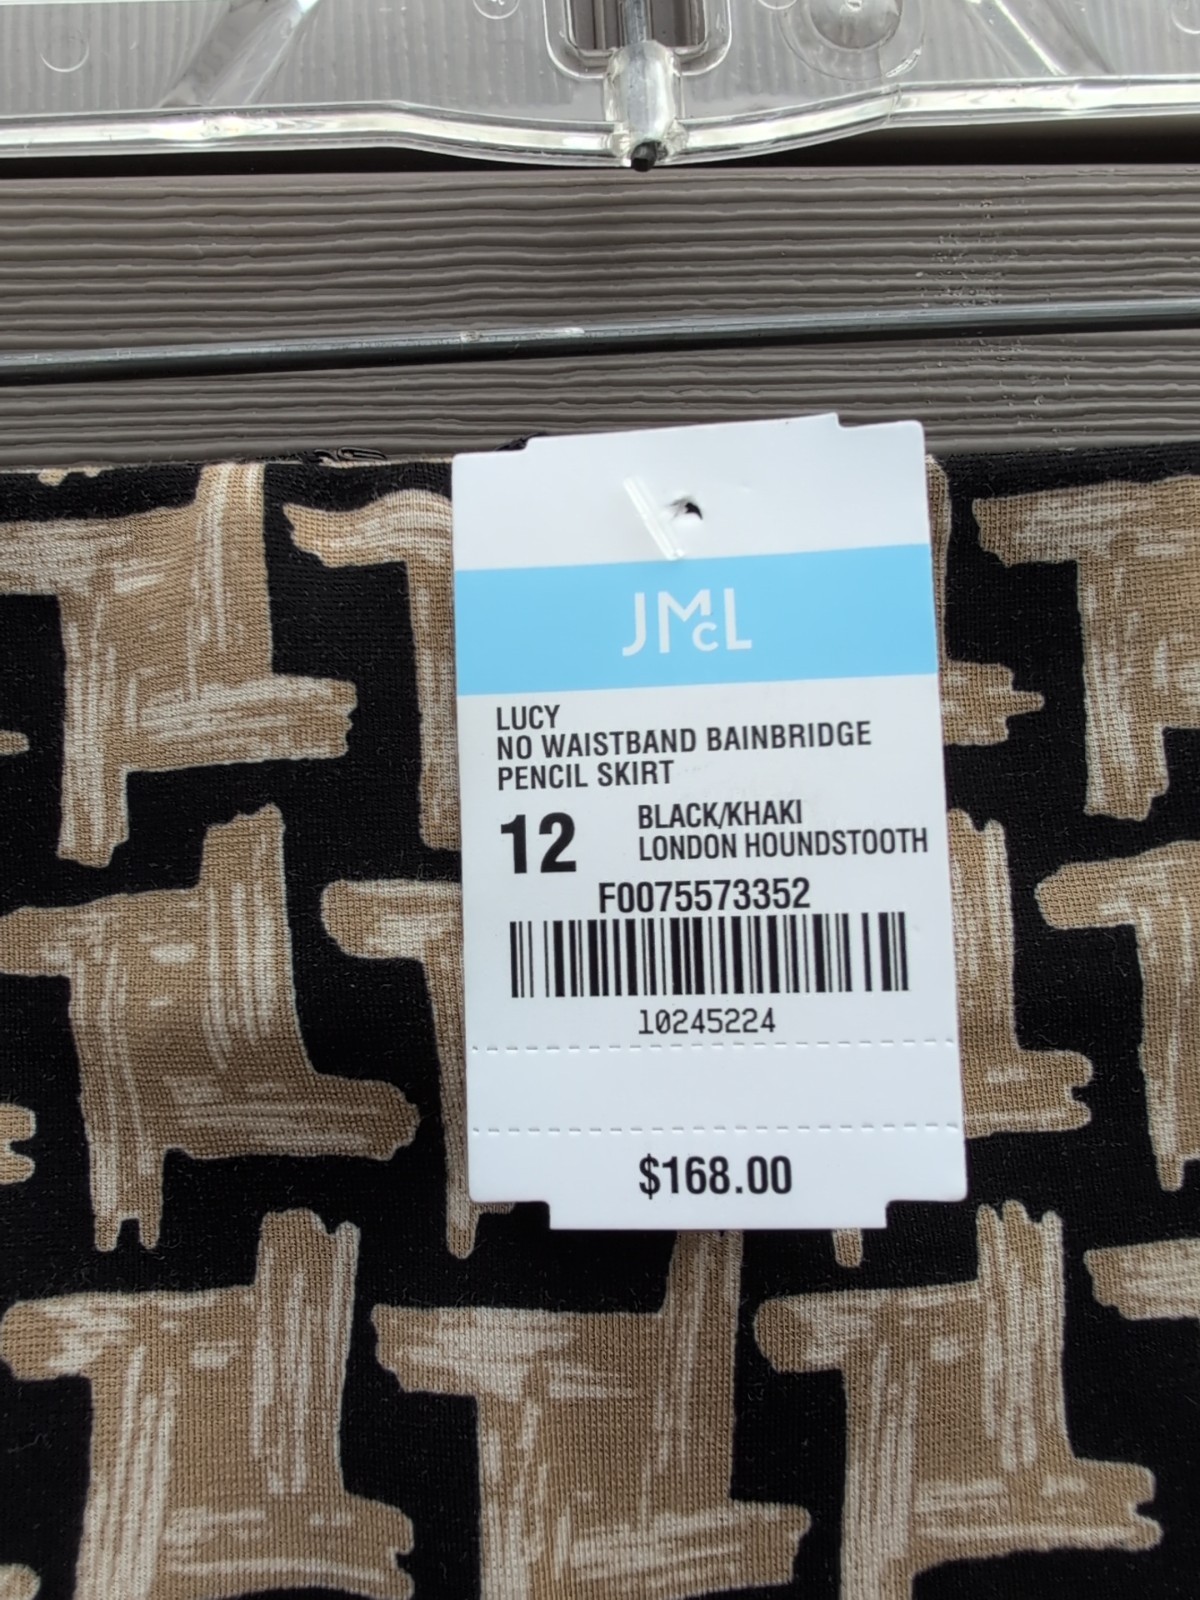 JMcL
LUCY
NO WAISTBAND BAINBRIDGE
PENCIL SKIRT
12
BLACK/KHAKI
LONDON HOUNDSTOOTH
F0075573352
10245224
$168.00